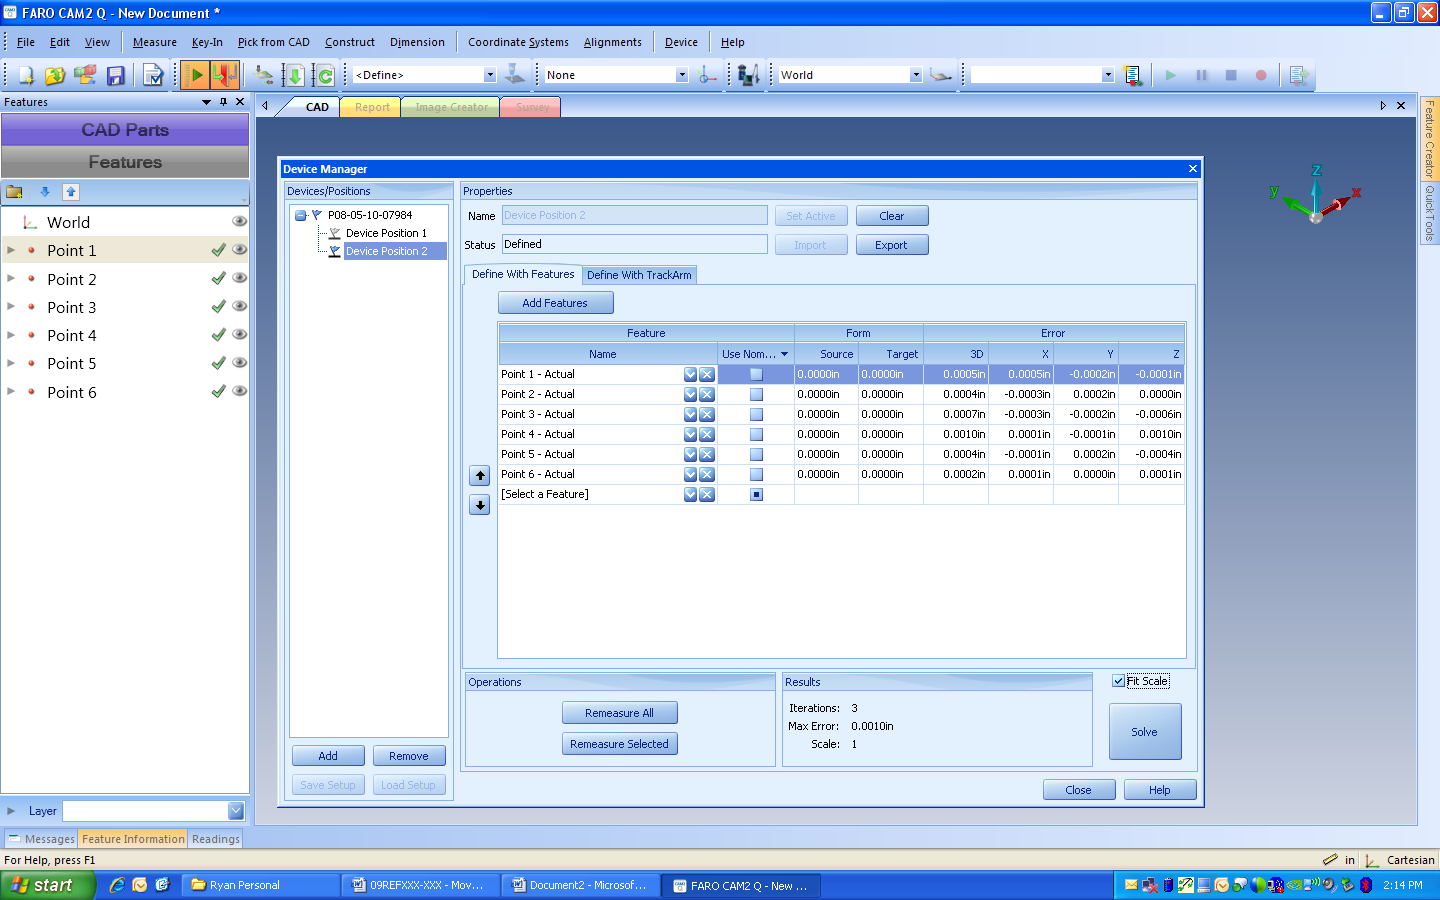 FARO CAM2 Q - New Document *
File Edit View Measure Key-In Pick from CAD Construct Dimension Coordinate Systems Alignments Device Help
<Define> None World
Features
CAD Report Image Creator Survey
CAD Parts
Features
World
Point 1
Point 2
Point 3
Point 4
Point 5
Point 6
Layer
Messages Feature Information Readings
Device Manager
Devices/Positions
P08-05-10-07984
Device Position 1
Device Position 2
Add Remove
Save Setup Load Setup
Properties
Name Device Position 2 Set Active Clear
Status Defined Import Export
Define With Features Define With TrackArm
Add Features
Feature Form Error
Name Use Nom... Source Target 3D X Y Z
Point 1 - Actual 0.0000in 0.0000in 0.0005in 0.0005in -0.0002in -0.0001in
Point 2 - Actual 0.0000in 0.0000in 0.0004in -0.0003in 0.0002in 0.0000in
Point 3 - Actual 0.0000in 0.0000in 0.0007in -0.0003in -0.0002in -0.0006in
Point 4 - Actual 0.0000in 0.0000in 0.0010in 0.0001in -0.0001in 0.0010in
Point 5 - Actual 0.0000in 0.0000in 0.0004in -0.0001in 0.0002in -0.0004in
Point 6 - Actual 0.0000in 0.0000in 0.0002in 0.0001in 0.0000in 0.0001in
[Select a Feature]
Operations
Remeasure All
Remeasure Selected
Results
Iterations: 3
Max Error: 0.0010in
Scale: 1
Fit Scale
Solve
Close Help
Z
Y
X
Feature Creator
Quick Tools
For Help, press F1
in Cartesian
start Ryan Personal 09REFXXX-XXX - Mov... Document2 - Microsof... FARO CAM2 Q - New ... 2:14 PM